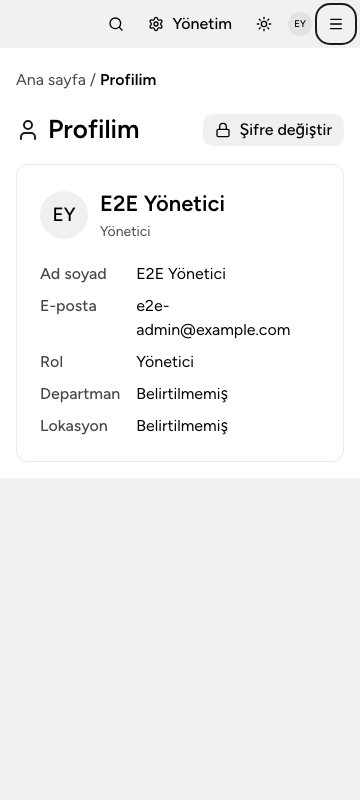 Yönetim
EY
Ana sayfa / Profilim
Profilim
Şifre değiştir
EY
E2E Yönetici
Yönetici
Ad soyad E2E Yönetici
E-posta e2e-
admin@example.com
Rol Yönetici
Departman Belirtilmemiş
Lokasyon Belirtilmemiş